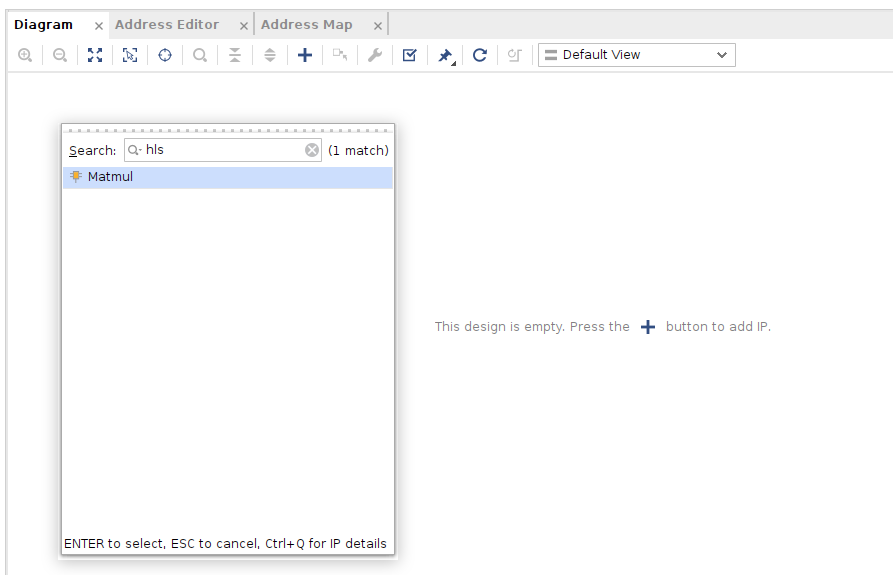 Diagram
Address Editor
Address Map
Default View
Search: hls (1 match)
Matmul
This design is empty. Press the button to add IP.
ENTER to select, ESC to cancel, Ctrl+Q for IP details